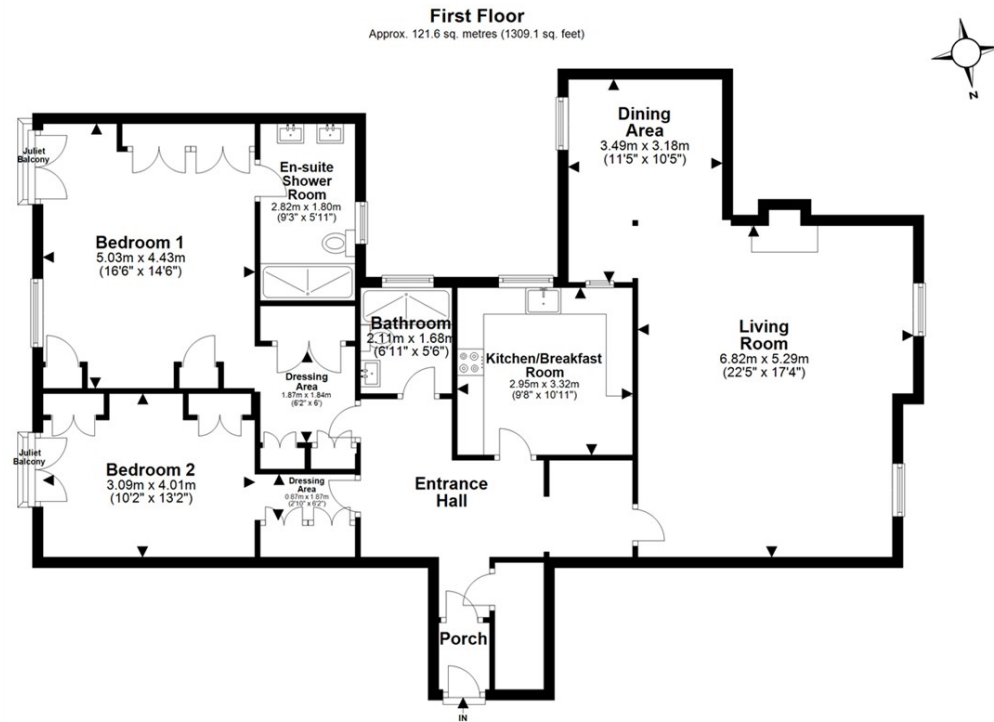 First Floor
Approx. 121.6 sq. metres (1309.1 sq. feet)
N
Dining
Area
3.49m x 3.18m
(11'5" x 10'5")
Juliet
Balcony
En-suite
Shower
Room
2.82m x 1.80m
(9'3" x 5'11")
Bedroom 1
5.03m x 4.43m
(16'6" x 14'6")
Bathroom
2.11m x 1.68m
(6'11" x 5'6")
Kitchen/Breakfast
Room
2.95m x 3.32m
(9'8" x 10'11")
Living
Room
6.82m x 5.29m
(22'5" x 17'4")
Dressing
Area
1.87m x 1.84m
(6'2" x 6')
Juliet
Balcony
Bedroom 2
3.09m x 4.01m
(10'2" x 13'2")
Dressing
Area
0.87m x 1.87m
(2'10" x 6'2")
Entrance
Hall
Porch
IN